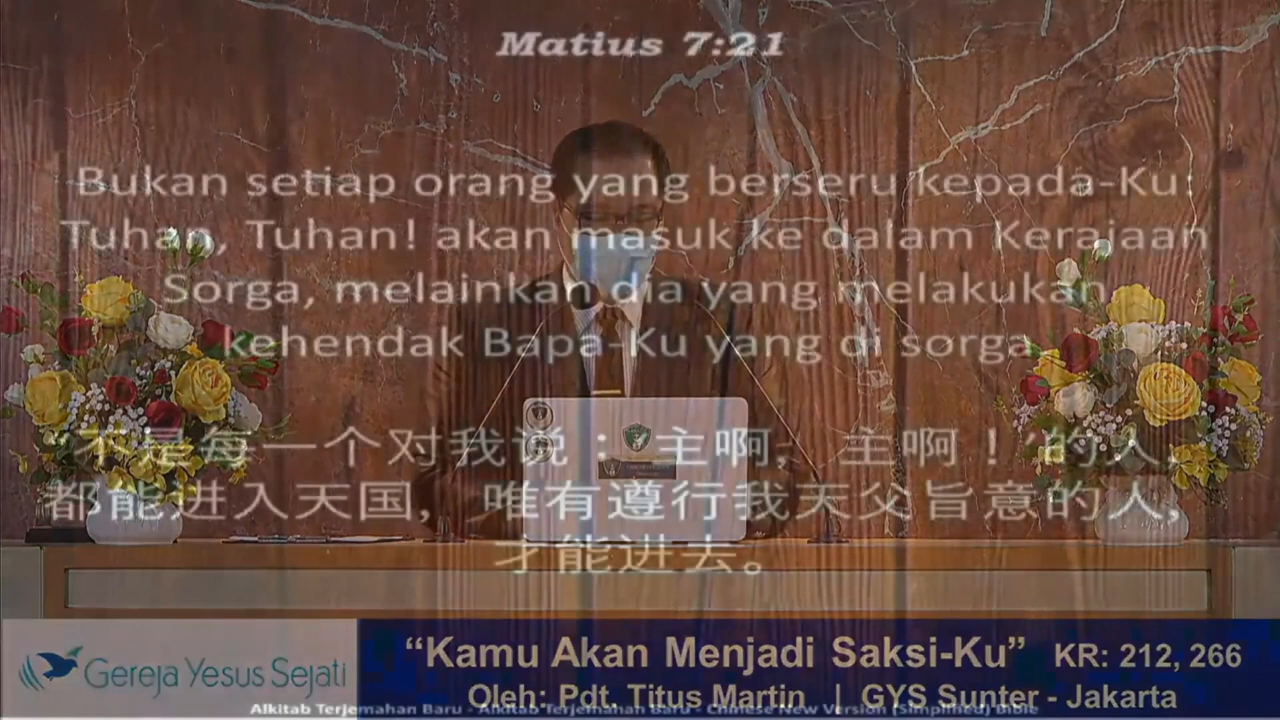 Matius 7:21
Bukan setiap orang yang berseru kepada-Ku:
Tuhan, Tuhan! akan masuk ke dalam Kerajaan
Sorga, melainkan dia yang melakukan
kehendak Bapa-Ku yang di sorga
“不是每一个对我说：‘主啊，主啊！’的人，
都能进入天国，唯有遵行我天父旨意的人，
才能进去。
Gereja Yesus Sejati
“Kamu Akan Menjadi Saksi-Ku” KR: 212, 266
Oleh: Pdt. Titus Martin | GYS Sunter - Jakarta
Alkitab Terjemahan Baru - Alkitab Terjemahan Baru - Chinese New Version (Simplified) Bible